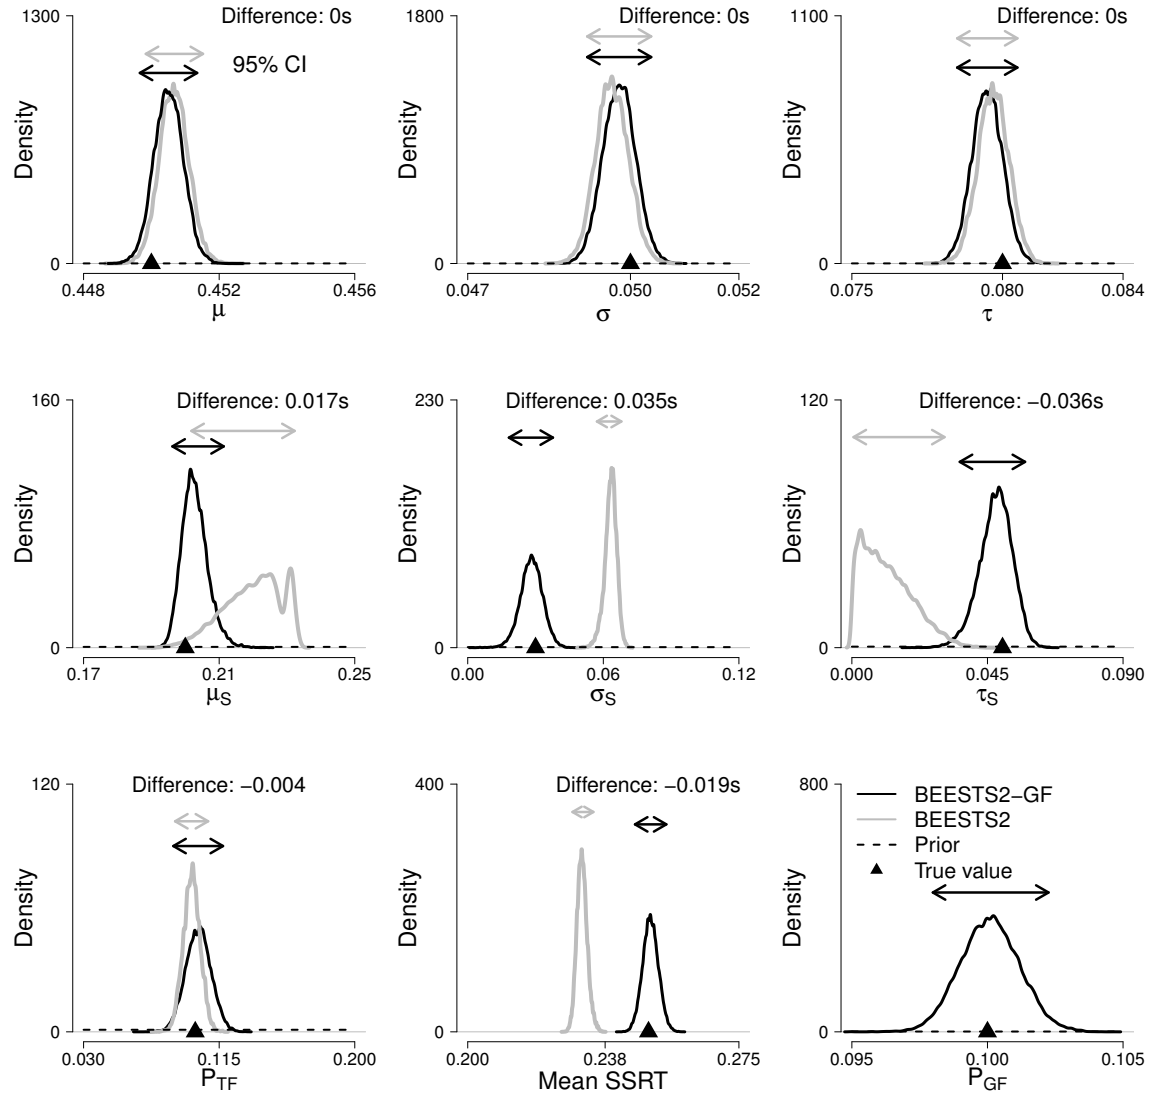 1300
Difference: 0s
95% CI
Density
0
0.448
0.452
0.456
μ
1800
Difference: 0s
Density
0
0.047
0.050
0.052
σ
1100
Difference: 0s
Density
0
0.075
0.080
0.084
τ
160
Difference: 0.017s
Density
0
0.17
0.21
0.25
μS
230
Difference: 0.035s
Density
0
0.00
0.06
0.12
σS
120
Difference: −0.036s
Density
0
0.000
0.045
0.090
τS
120
Difference: −0.004
Density
0
0.030
0.115
0.200
PTF
400
Difference: −0.019s
Density
0
0.200
0.238
0.275
Mean SSRT
800
BEESTS2−GF
BEESTS2
Prior
True value
Density
0
0.095
0.100
0.105
PGF